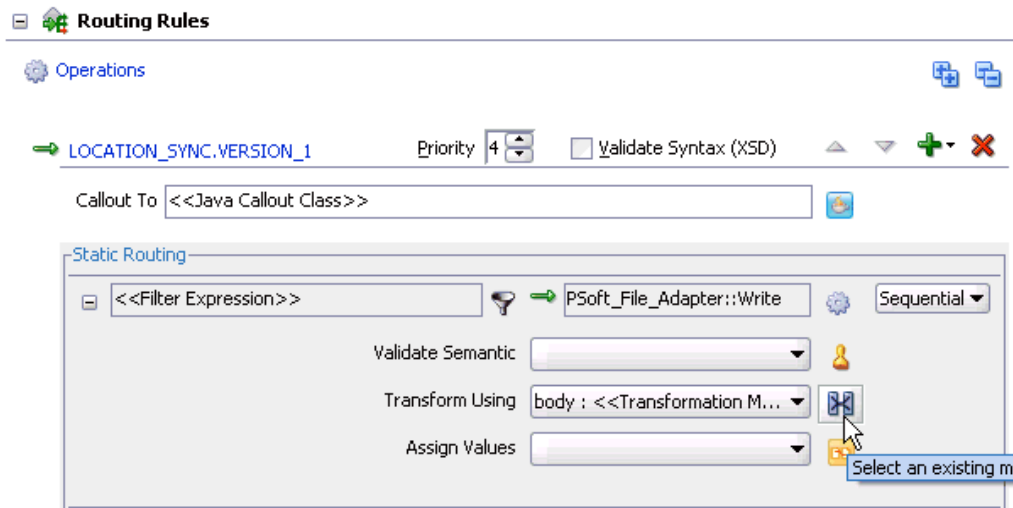 Routing Rules
Operations
LOCATION_SYNC.VERSION_1 Priority 4 Validate Syntax (XSD)
Callout To <<Java Callout Class>>
Static Routing
<<Filter Expression>> PSoft_File_Adapter::Write Sequential
Validate Semantic
Transform Using body : <<Transformation M...
Assign Values
Select an existing m